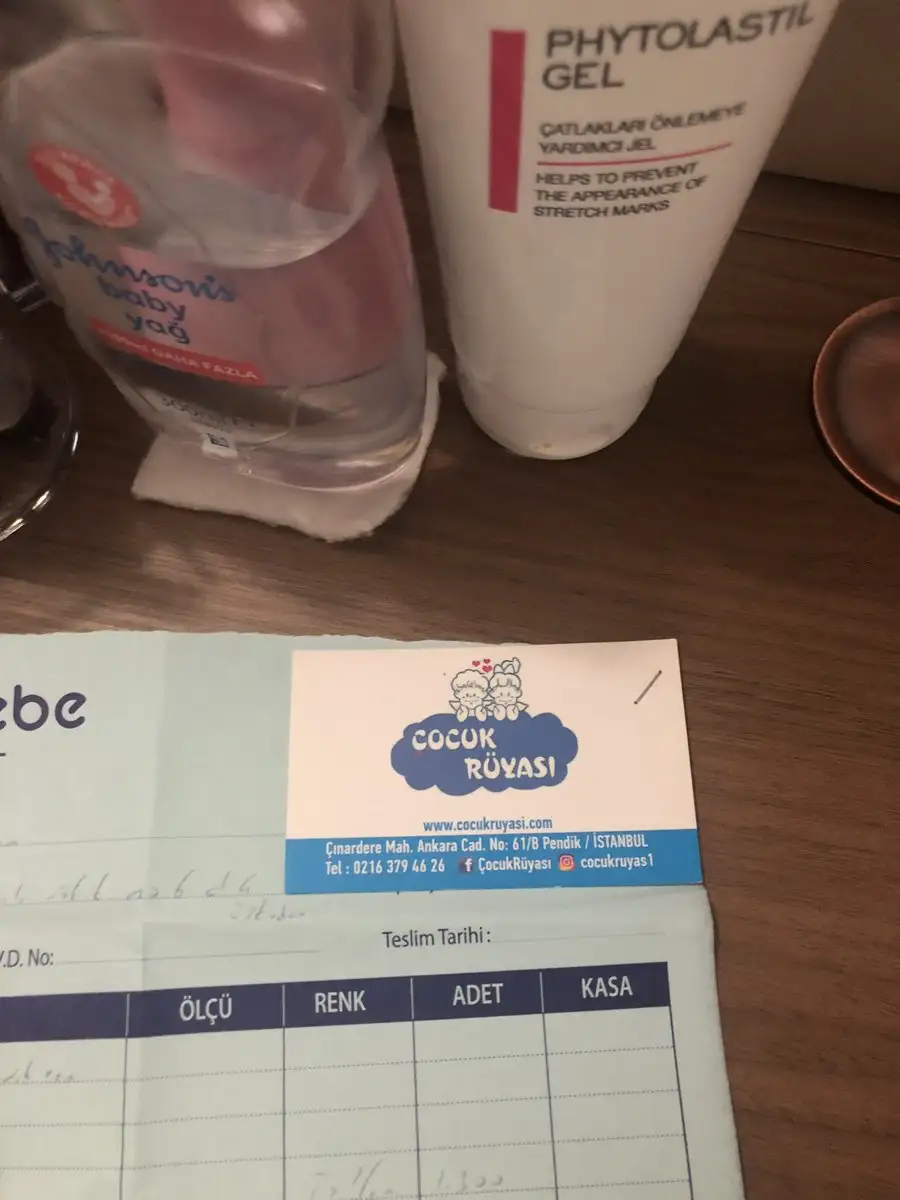 PHYTOLASTIL
GEL
ÇATLAKLARI ÖNLEMEYE
YARDIMCI JEL
HELPS TO PREVENT
THE APPEARANCE OF
STRETCH MARKS
Johnson's
baby
yağ
DAHA FAZLA
ebe
ÇOCUK
RÜYASI
www.cocukruyasi.com
Çınardere Mah. Ankara Cad. No: 61/B Pendik / İSTANBUL
Tel : 0216 379 46 26 ÇocukRüyası cocukruyas1
V.D. No:
Teslim Tarihi :
ÖLÇÜ RENK ADET KASA